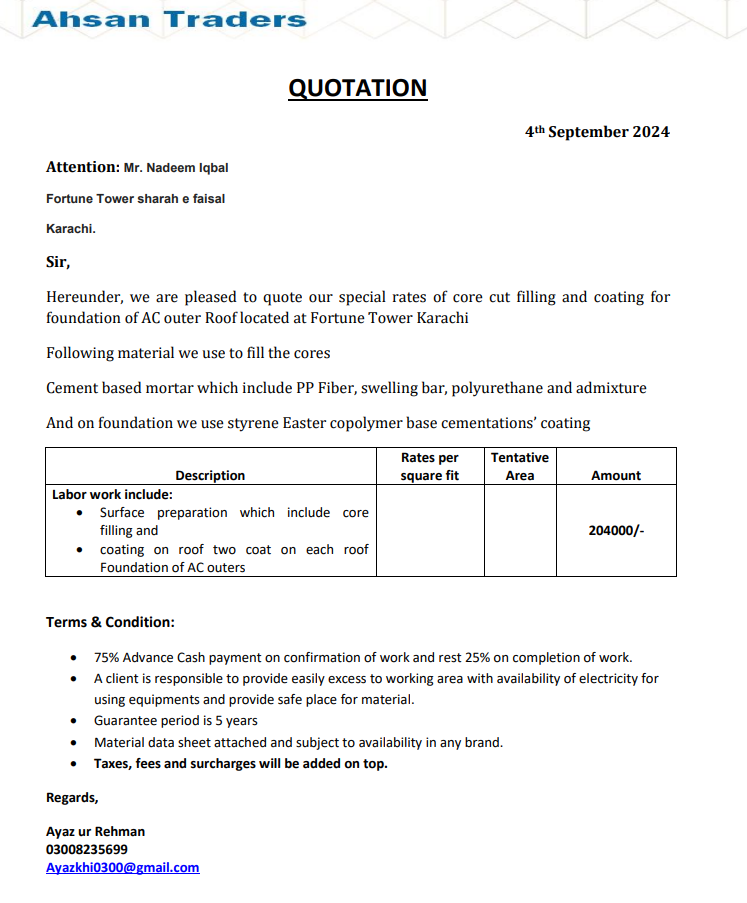 Ahsan Traders
QUOTATION
4th September 2024
Attention: Mr. Nadeem Iqbal
Fortune Tower sharah e faisal
Karachi.
Sir,
Hereunder, we are pleased to quote our special rates of core cut filling and coating for
foundation of AC outer Roof located at Fortune Tower Karachi
Following material we use to fill the cores
Cement based mortar which include PP Fiber, swelling bar, polyurethane and admixture
And on foundation we use styrene Easter copolymer base cementations’ coating
Description
Rates per
square fit
Tentative
Area
Amount
Labor work include:
• Surface preparation which include core
filling and
• coating on roof two coat on each roof
Foundation of AC outers
204000/-
Terms & Condition:
• 75% Advance Cash payment on confirmation of work and rest 25% on completion of work.
• A client is responsible to provide easily excess to working area with availability of electricity for
using equipments and provide safe place for material.
• Guarantee period is 5 years
• Material data sheet attached and subject to availability in any brand.
• Taxes, fees and surcharges will be added on top.
Regards,
Ayaz ur Rehman
03008235699
Ayazkhi0300@gmail.com